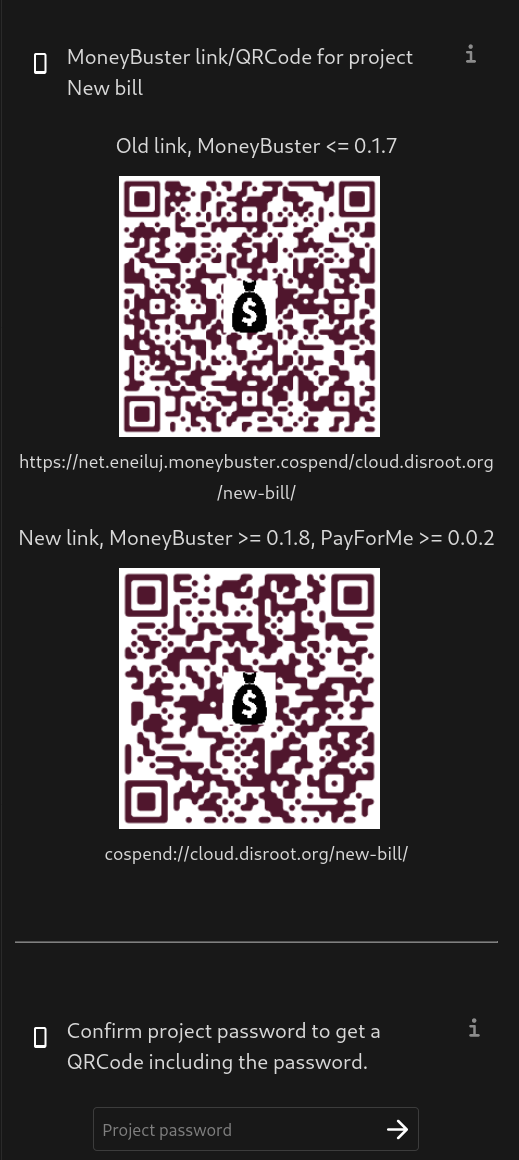 MoneyBuster link/QRCode for project
New bill
Old link, MoneyBuster <= 0.1.7
$
https://net.eneiluj.moneybuster.cospend/cloud.disroot.org
/new-bill/
New link, MoneyBuster >= 0.1.8, PayForMe >= 0.0.2
$
cospend://cloud.disroot.org/new-bill/
Confirm project password to get a
QRCode including the password.
Project password